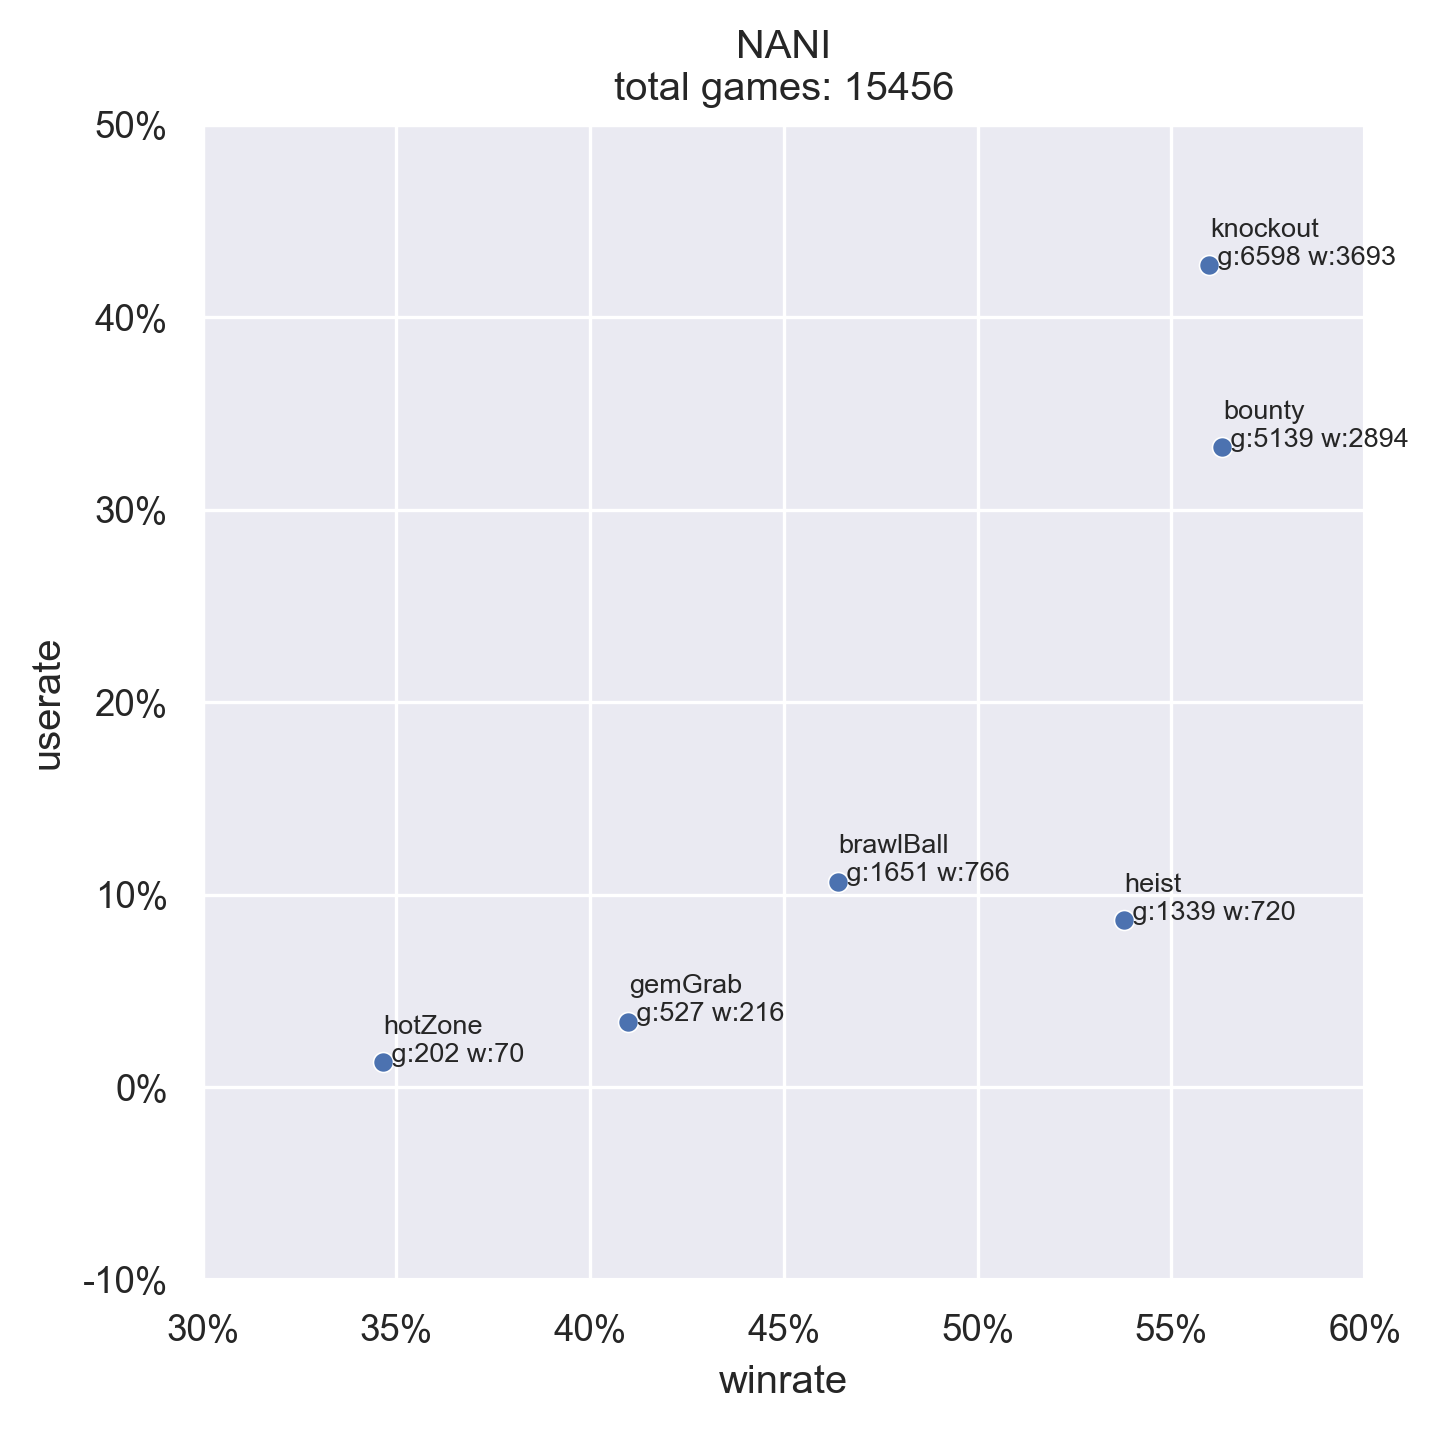 NANI
total games: 15456
50%
40%
30%
20%
10%
0%
-10%
userate
knockout
g:6598 w:3693
bounty
g:5139 w:2894
brawlBall
g:1651 w:766
heist
g:1339 w:720
gemGrab
g:527 w:216
hotZone
g:202 w:70
30% 35% 40% 45% 50% 55% 60%
winrate